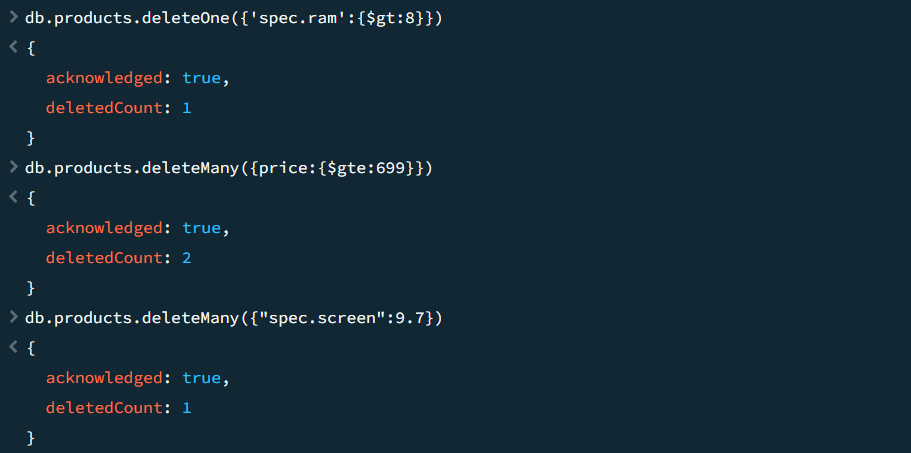 > db.products.deleteOne({'spec.ram':{$gt:8}})
< {
acknowledged: true,
deletedCount: 1
}
> db.products.deleteMany({price:{$gte:699}})
< {
acknowledged: true,
deletedCount: 2
}
> db.products.deleteMany({"spec.screen":9.7})
< {
acknowledged: true,
deletedCount: 1
}